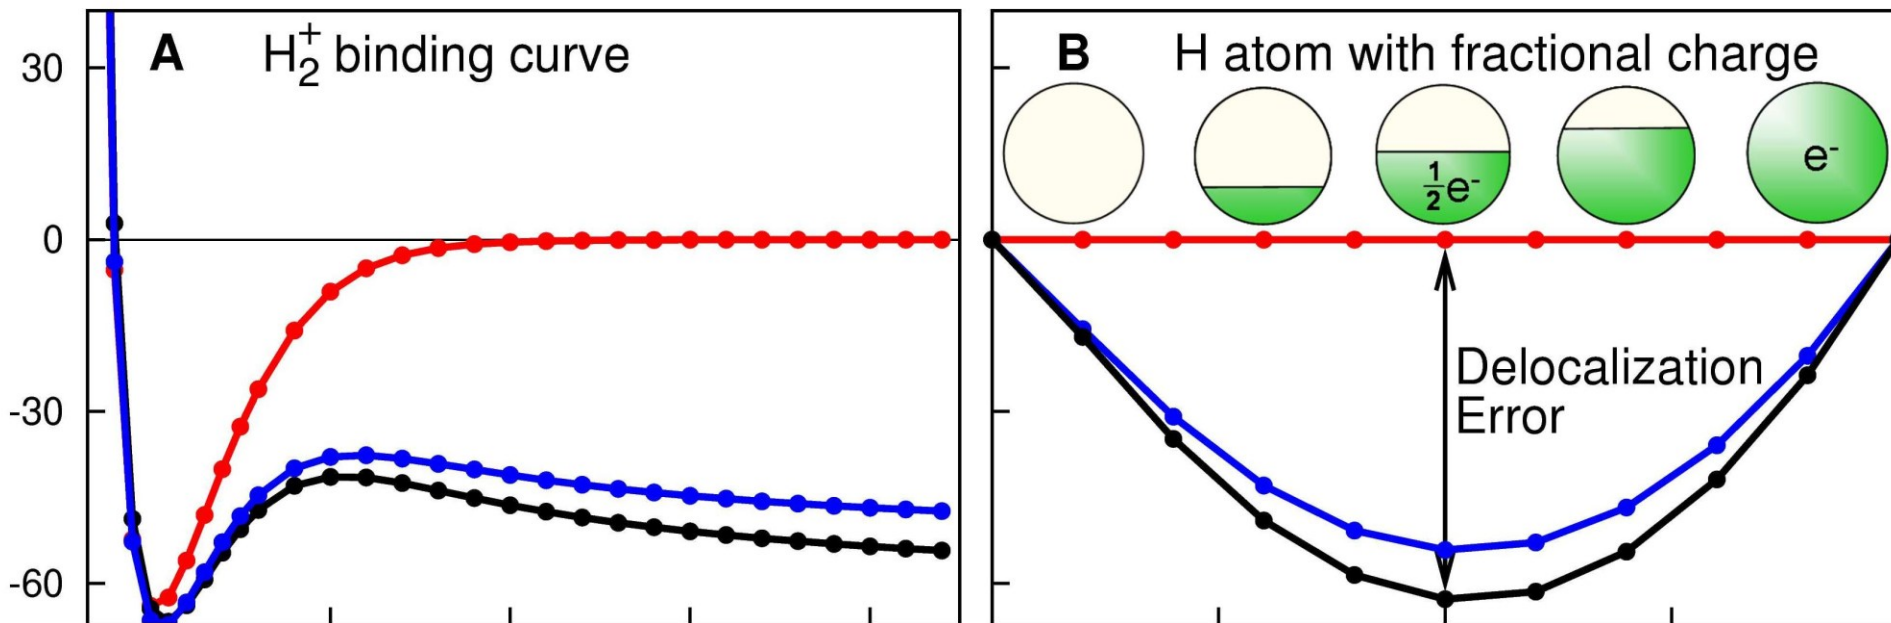 A H₂⁺ binding curve
30
0
-30
-60
B H atom with fractional charge
½e⁻
e⁻
Delocalization
Error